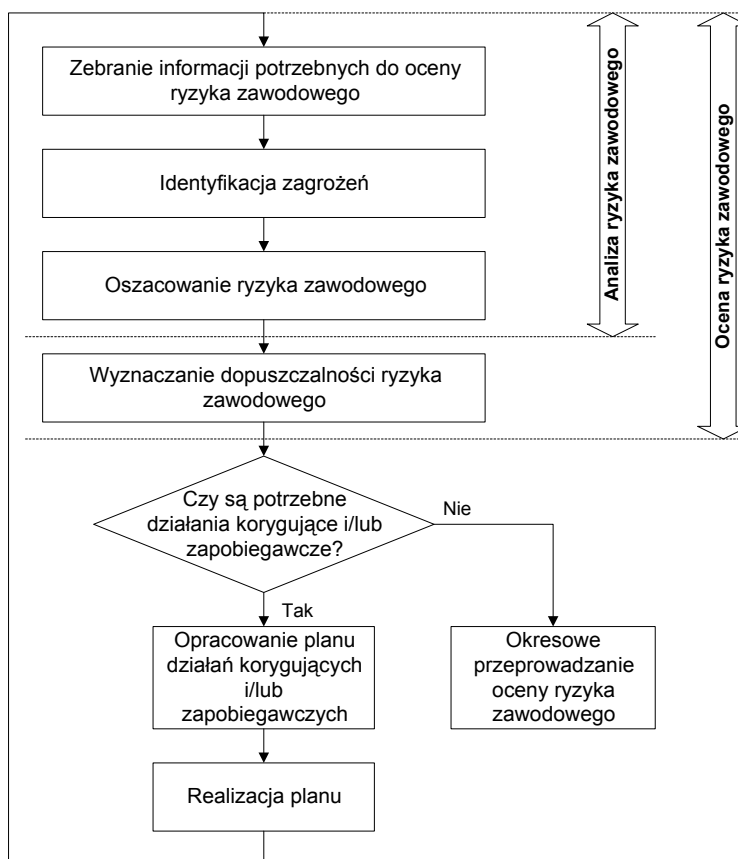 Zebranie informacji potrzebnych do oceny
ryzyka zawodowego
Identyfikacja zagrożeń
Oszacowanie ryzyka zawodowego
Analiza ryzyka zawodowego
Ocena ryzyka zawodowego
Wyznaczanie dopuszczalności ryzyka
zawodowego
Czy są potrzebne
działania korygujące i/lub
zapobiegawcze?
Nie
Tak
Opracowanie planu
działań korygujących
i/lub
zapobiegawczych
Okresowe
przeprowadzanie
oceny ryzyka
zawodowego
Realizacja planu